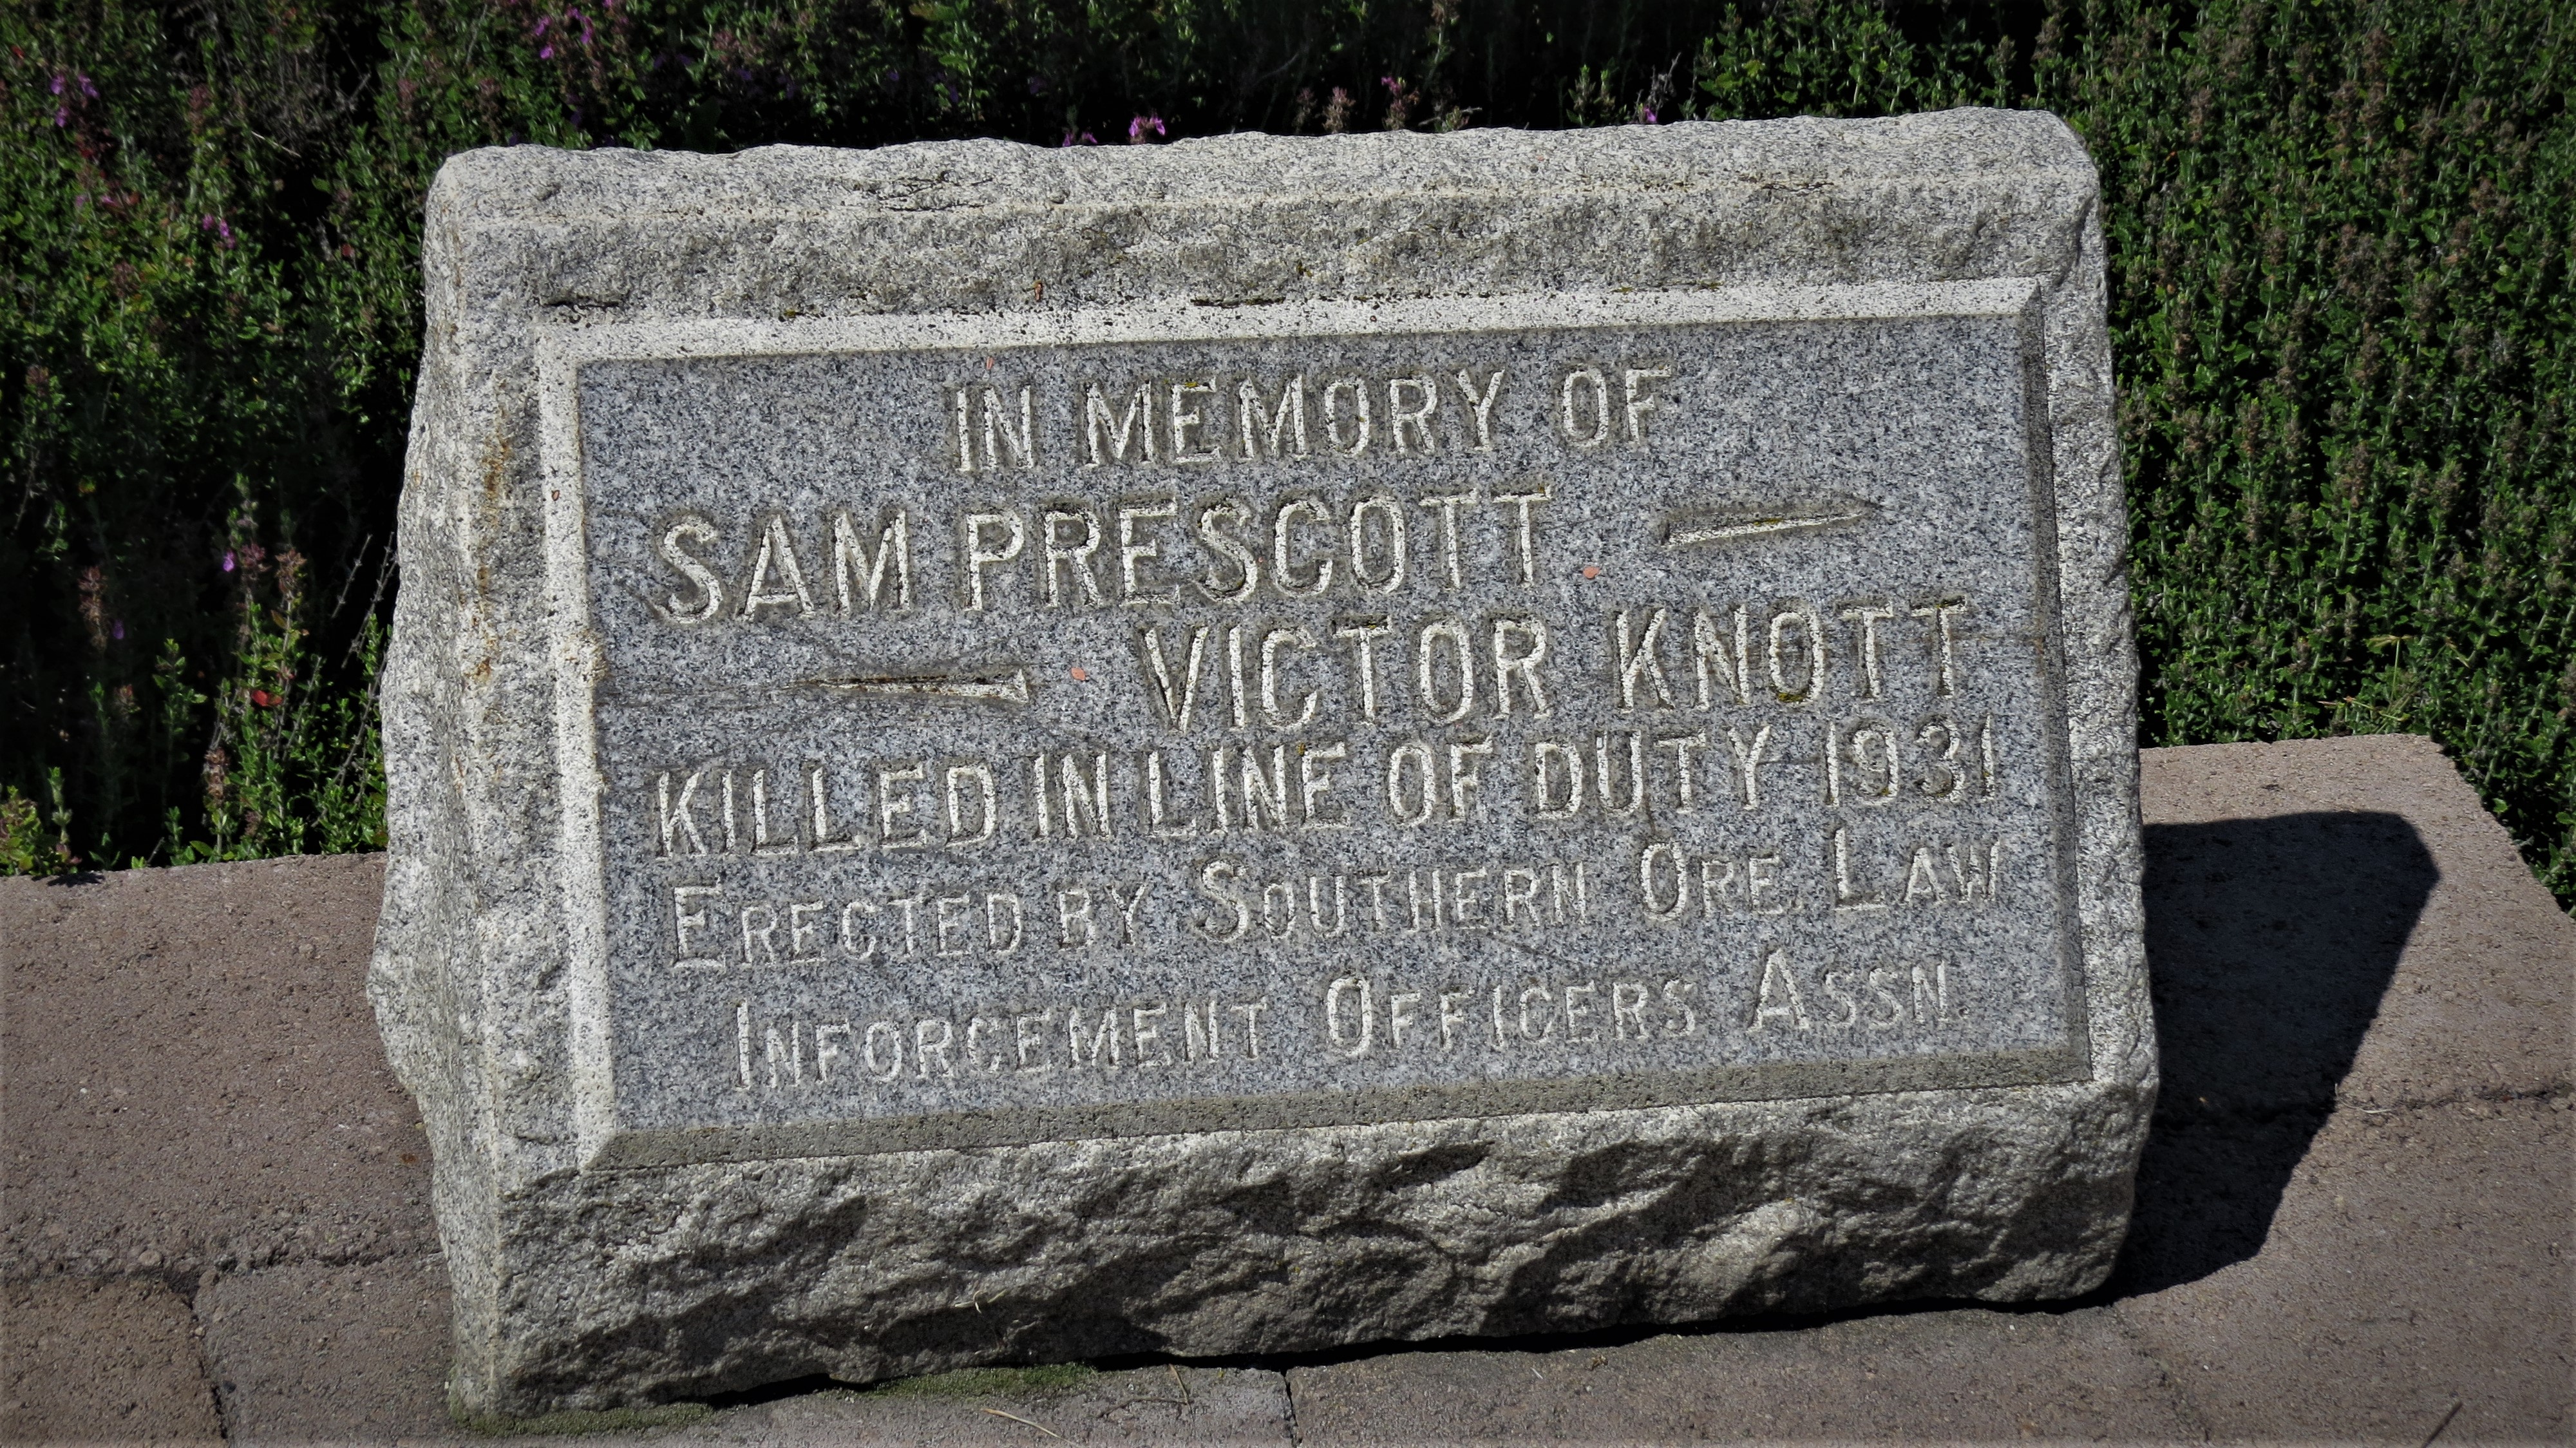 IN MEMORY OF
SAM PRESCOTT
VICTOR KNOTT
KILLED IN LINE OF DUTY 1931
ERECTED BY SOUTHERN ORE. LAW
INFORCEMENT OFFICERS ASSN.